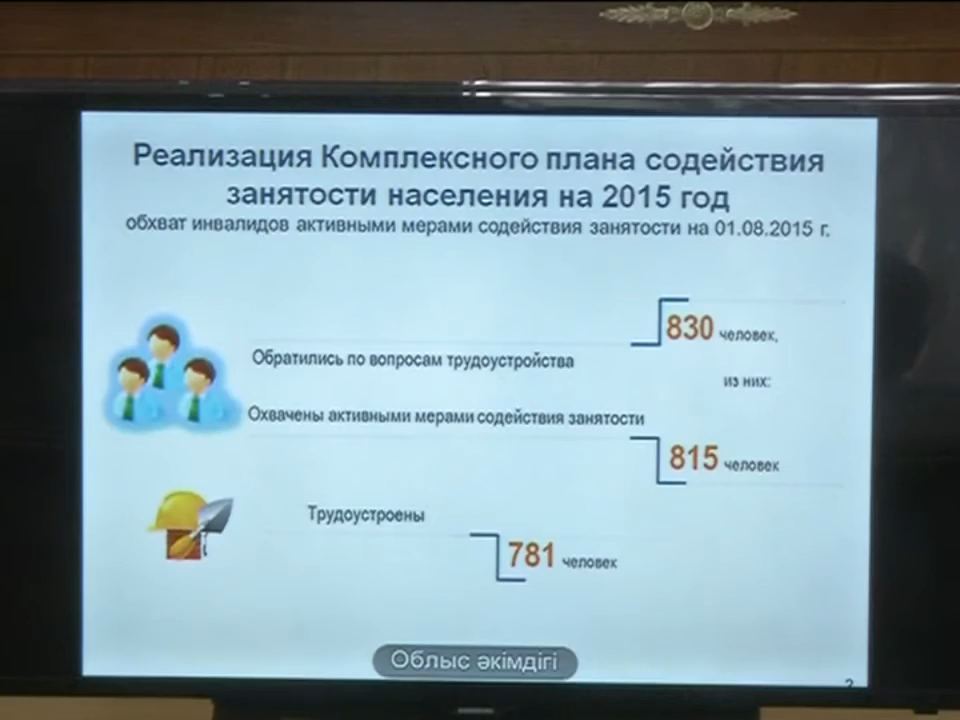 Реализация Комплексного плана содействия
занятости населения на 2015 год
обхват инвалидов активными мерами содействия занятости на 01.08.2015 г.
830 человек,
Обратились по вопросам трудоустройства
из них:
Охвачены активными мерами содействия занятости
815 человек
Трудоустроены
781 человек
Облыс әкімдігі
2